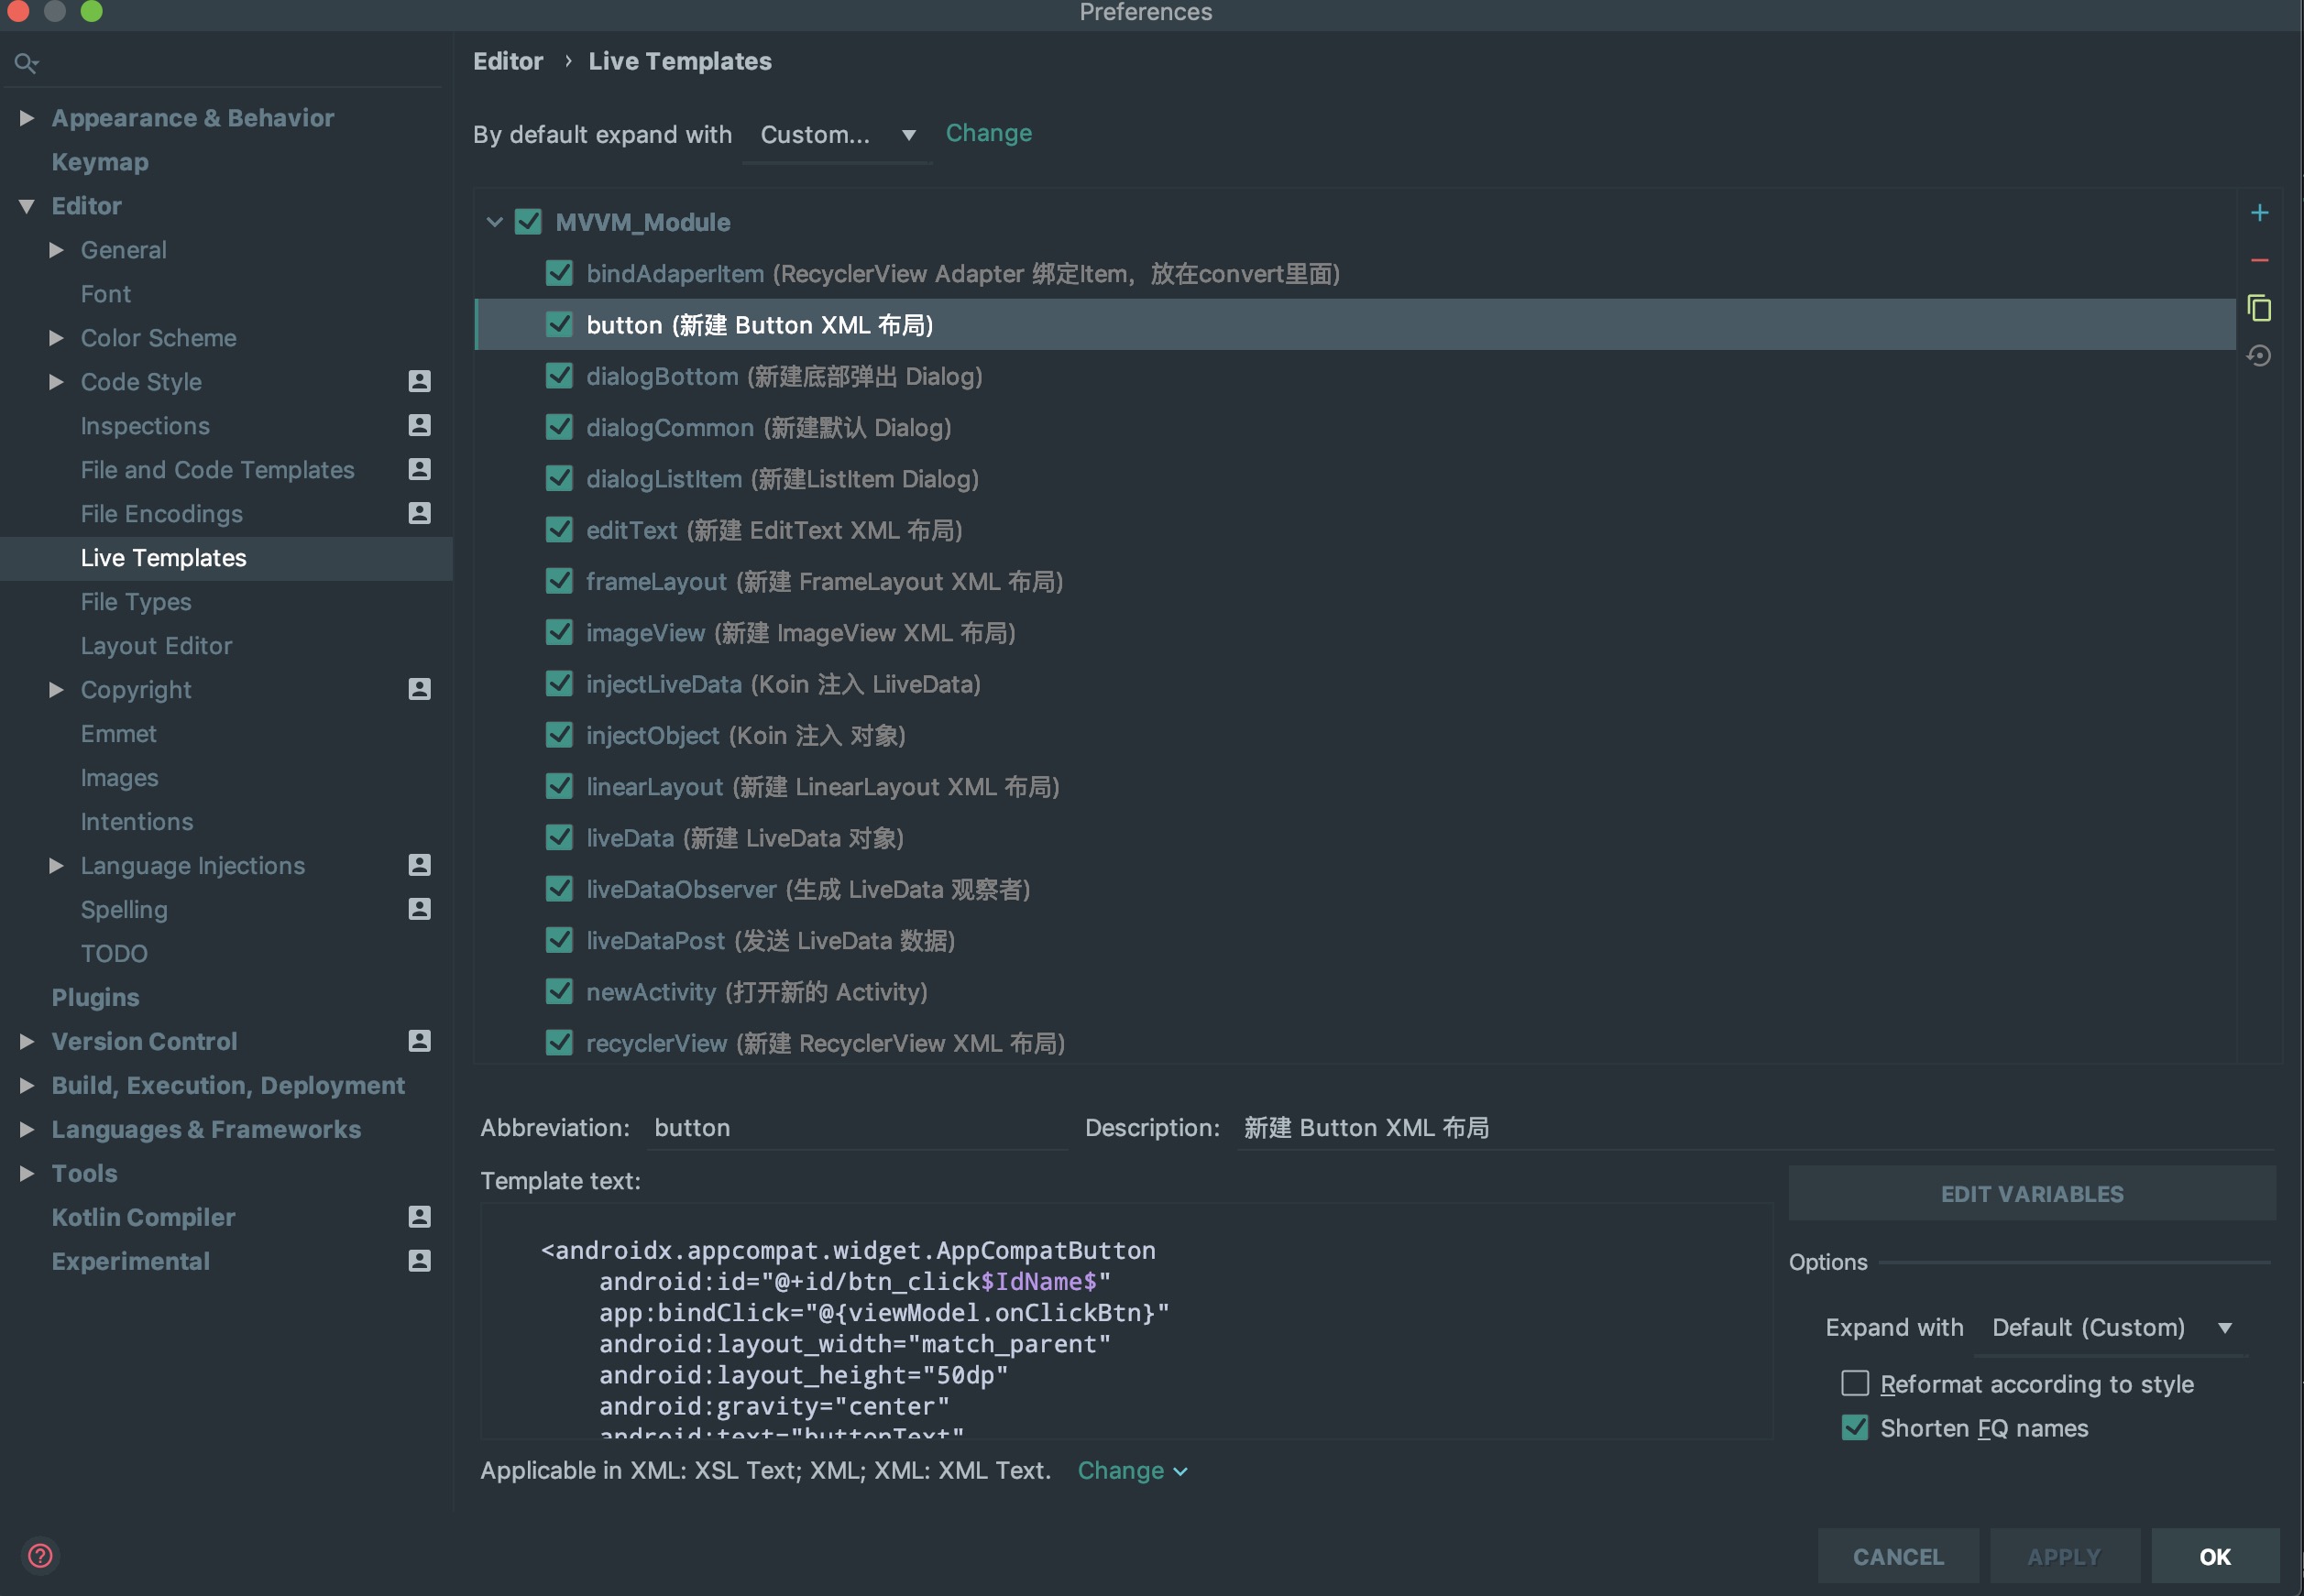 Preferences
Appearance & Behavior
Keymap
Editor
General
Font
Color Scheme
Code Style
Inspections
File and Code Templates
File Encodings
Live Templates
File Types
Layout Editor
Copyright
Emmet
Images
Intentions
Language Injections
Spelling
TODO
Plugins
Version Control
Build, Execution, Deployment
Languages & Frameworks
Tools
Kotlin Compiler
Experimental
Editor › Live Templates
By default expand with Custom... Change
MVVM_Module
bindAdaperItem (RecyclerView Adapter 绑定Item，放在convert里面)
button (新建 Button XML 布局)
dialogBottom (新建底部弹出 Dialog)
dialogCommon (新建默认 Dialog)
dialogListItem (新建ListItem Dialog)
editText (新建 EditText XML 布局)
frameLayout (新建 FrameLayout XML 布局)
imageView (新建 ImageView XML 布局)
injectLiveData (Koin 注入 LiiveData)
injectObject (Koin 注入 对象)
linearLayout (新建 LinearLayout XML 布局)
liveData (新建 LiveData 对象)
liveDataObserver (生成 LiveData 观察者)
liveDataPost (发送 LiveData 数据)
newActivity (打开新的 Activity)
recyclerView (新建 RecyclerView XML 布局)
Abbreviation: button Description: 新建 Button XML 布局
Template text:
<androidx.appcompat.widget.AppCompatButton
android:id="@+id/btn_click$IdName$"
app:bindClick="@{viewModel.onClickBtn}"
android:layout_width="match_parent"
android:layout_height="50dp"
android:gravity="center"
android:text="buttonText"
EDIT VARIABLES
Options
Expand with Default (Custom)
Reformat according to style
Shorten FQ names
Applicable in XML: XSL Text; XML; XML: XML Text. Change
?
CANCEL
APPLY
OK